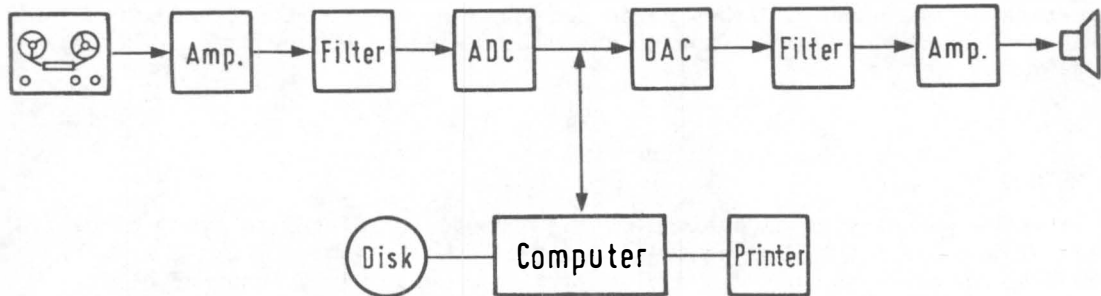 Amp.
Filter
ADC
DAC
Filter
Amp.
Disk
Computer
Printer